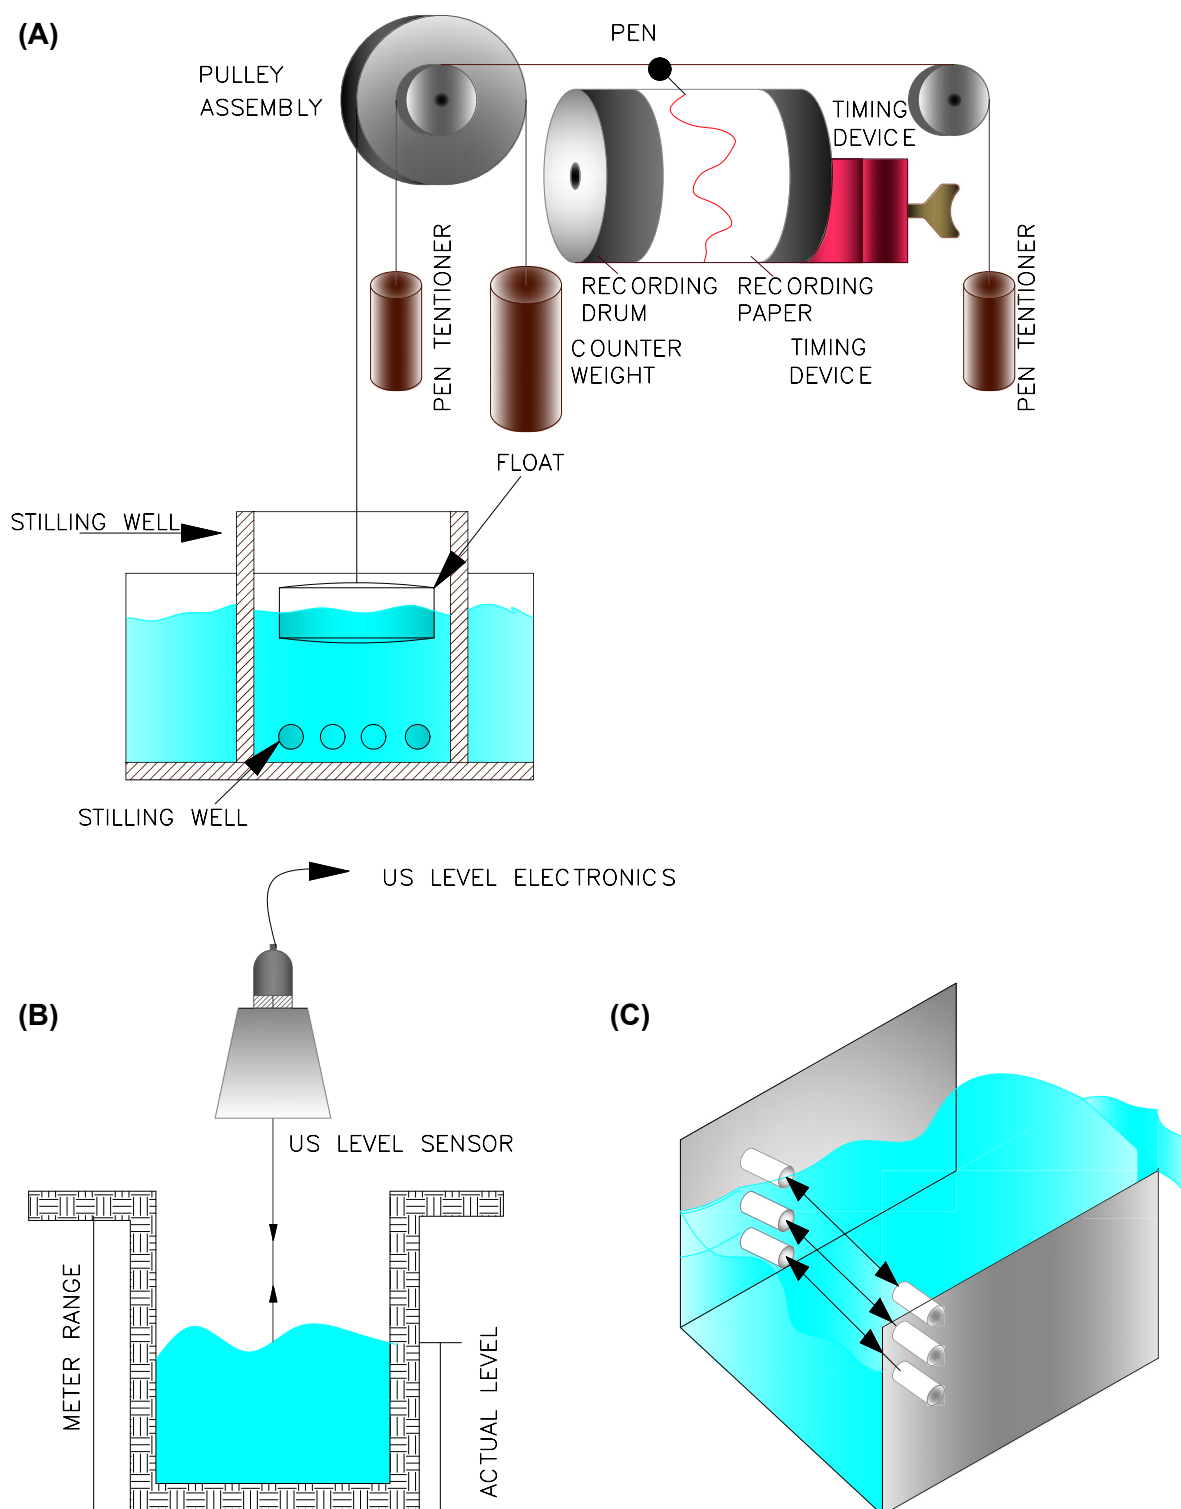 (A)
PEN
PULLEY
ASSEMBLY
TIMING
DEVICE
PEN TENTIONER
RECORDING
DRUM
RECORDING
PAPER
PEN TENTIONER
COUNTER
WEIGHT
TIMING
DEVICE
FLOAT
STILLING WELL
STILLING WELL
US LEVEL ELECTRONICS
(B)
(C)
US LEVEL SENSOR
METER RANGE
ACTUAL LEVEL